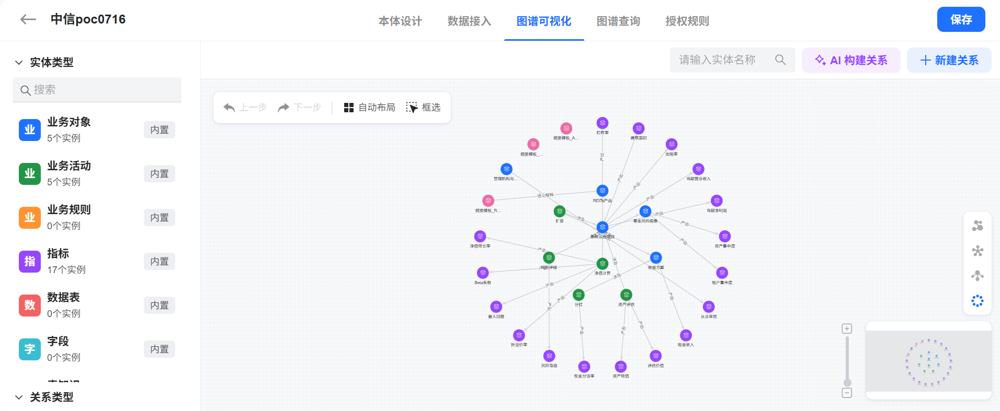 中信poc0716
本体设计
数据接入
图谱可视化
图谱查询
授权规则
保存
实体类型
搜索
业
业务对象
5个实例
内置
业
业务活动
5个实例
内置
业
业务规则
0个实例
内置
指
指标
17个实例
内置
数
数据表
0个实例
内置
字
字段
0个实例
内置
关系类型
请输入实体名称
AI 构建关系
新建关系
上一步
下一步
自动布局
框选
杠杆率
摘要模板_A...
建筑面积
摘要模板_...
出租率
产出
管理机构与...
当期营业收入
产出
产出
语义解释
REITs产品
产出
摘要模板_R...
当期净利润
扩募
涉及
基金风险画像
产出
产出
基础设施项目
净值增长率
产出
资产集中度
产出
风险评级
涉及
收益方案
净值计算
Beta系数
产出
涉及
租户集中度
产出
分红
资产评估
产出
产出
产出
最大回撤
从业年限
产出
产出
产出
折溢价率
租金收入
风险等级
评估价值
现金分派率
资产增值